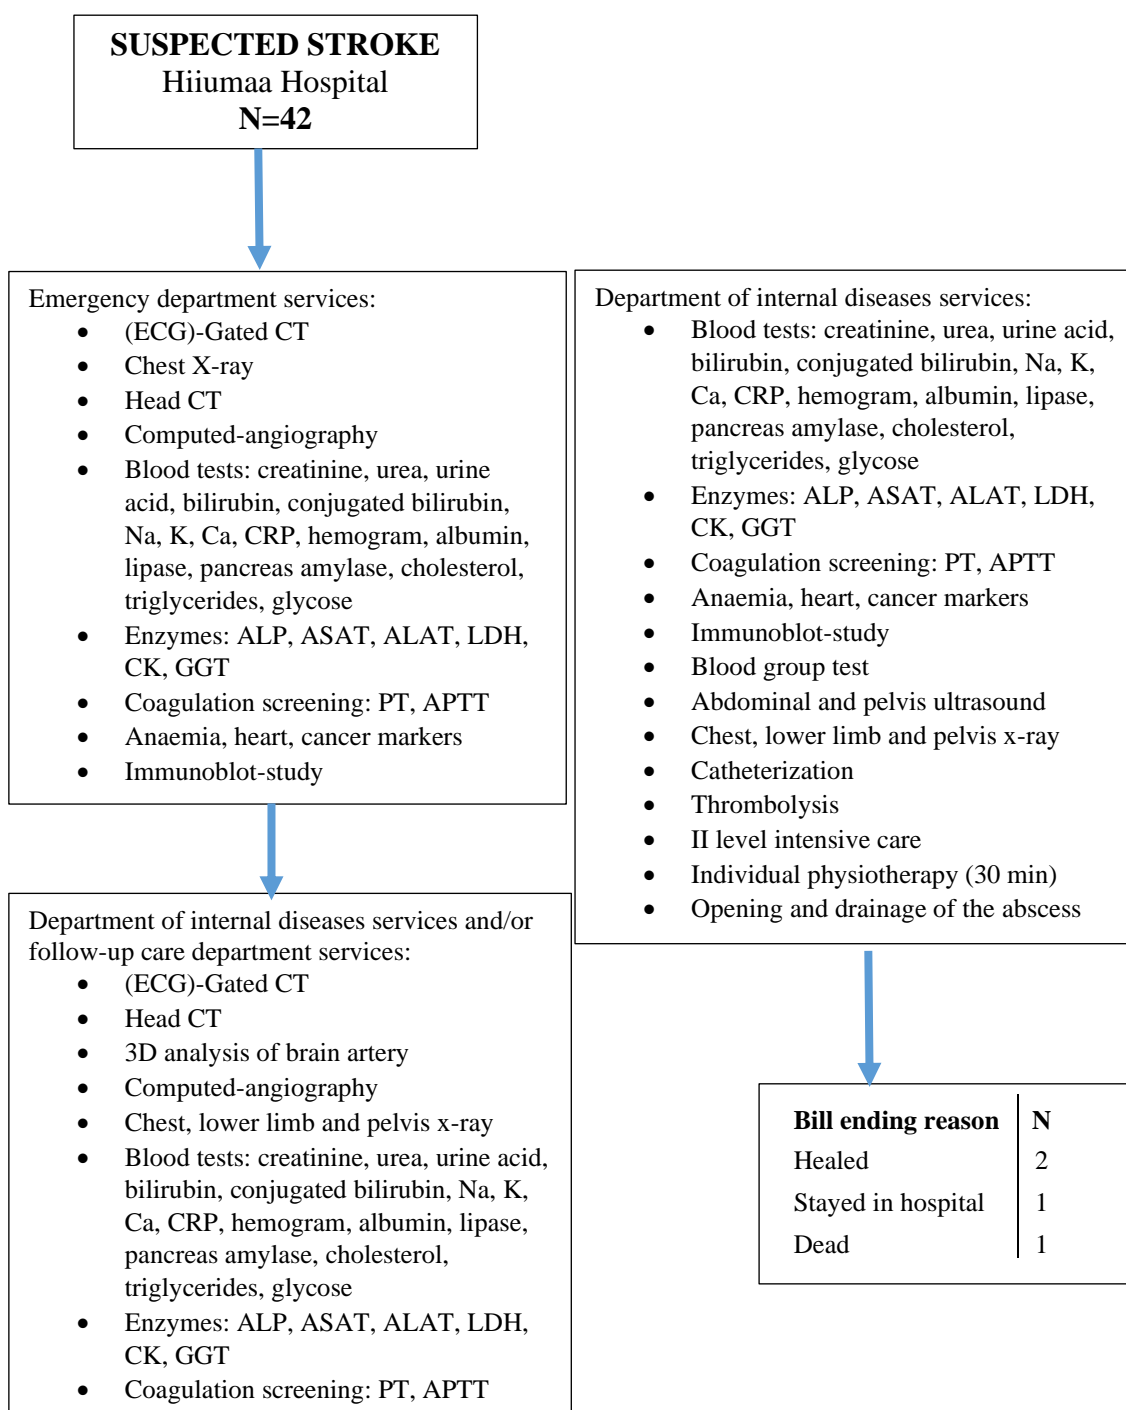 SUSPECTED STROKE
Hiiumaa Hospital
N=42
Emergency department services:
• (ECG)-Gated CT
• Chest X-ray
• Head CT
• Computed-angiography
• Blood tests: creatinine, urea, urine
acid, bilirubin, conjugated bilirubin,
Na, K, Ca, CRP, hemogram, albumin,
lipase, pancreas amylase, cholesterol,
triglycerides, glycose
• Enzymes: ALP, ASAT, ALAT, LDH,
CK, GGT
• Coagulation screening: PT, APTT
• Anaemia, heart, cancer markers
• Immunoblot-study
Department of internal diseases services and/or
follow-up care department services:
• (ECG)-Gated CT
• Head CT
• 3D analysis of brain artery
• Computed-angiography
• Chest, lower limb and pelvis x-ray
• Blood tests: creatinine, urea, urine acid,
bilirubin, conjugated bilirubin, Na, K,
Ca, CRP, hemogram, albumin, lipase,
pancreas amylase, cholesterol,
triglycerides, glycose
• Enzymes: ALP, ASAT, ALAT, LDH,
CK, GGT
• Coagulation screening: PT, APTT
Department of internal diseases services:
• Blood tests: creatinine, urea, urine acid,
bilirubin, conjugated bilirubin, Na, K,
Ca, CRP, hemogram, albumin, lipase,
pancreas amylase, cholesterol,
triglycerides, glycose
• Enzymes: ALP, ASAT, ALAT, LDH,
CK, GGT
• Coagulation screening: PT, APTT
• Anaemia, heart, cancer markers
• Immunoblot-study
• Blood group test
• Abdominal and pelvis ultrasound
• Chest, lower limb and pelvis x-ray
• Catheterization
• Thrombolysis
• II level intensive care
• Individual physiotherapy (30 min)
• Opening and drainage of the abscess
Bill ending reason N
Healed 2
Stayed in hospital 1
Dead 1